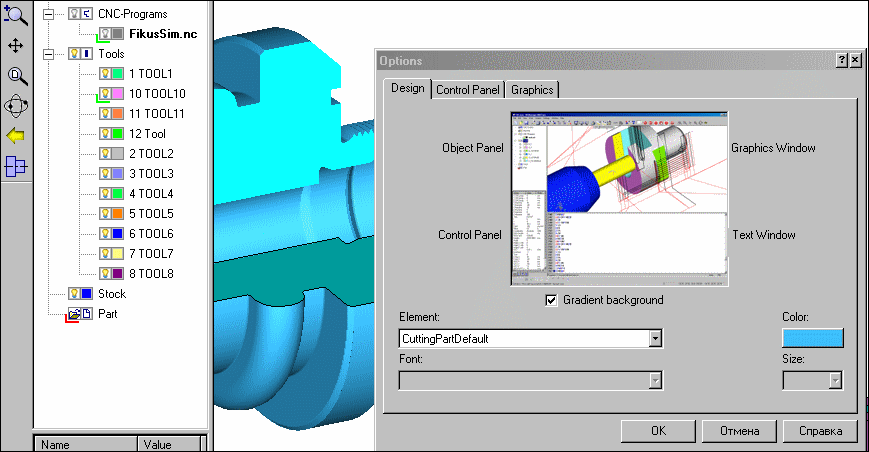 CNC-Programs
FikusSim.nc
Tools
1 TOOL1
10 TOOL10
11 TOOL11
12 Tool
2 TOOL2
3 TOOL3
4 TOOL4
5 TOOL5
6 TOOL6
7 TOOL7
8 TOOL8
Stock
Part
Name Value
Options
Design Control Panel Graphics
Object Panel Graphics Window
Control Panel Text Window
Gradient background
Element: Color:
CuttingPartDefault
Font: Size:
OK Отмена Справка